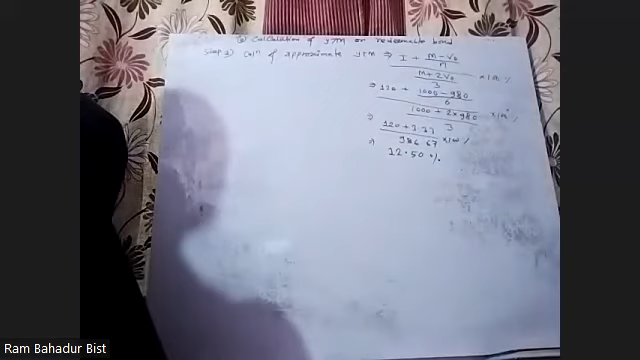 (a) Calculation of YTM on redeemable bond
Step 1) Calⁿ of approximate YTM ⇒ I + M - V₀
n
M + 2V₀ × 100 %
3
⇒ 120 + 1000 - 980
6
1000 + 2 × 980 × 100%
3
⇒ 120 + 3.33
986.67 × 100 %
⇒ 12.50 %
Ram Bahadur Bist